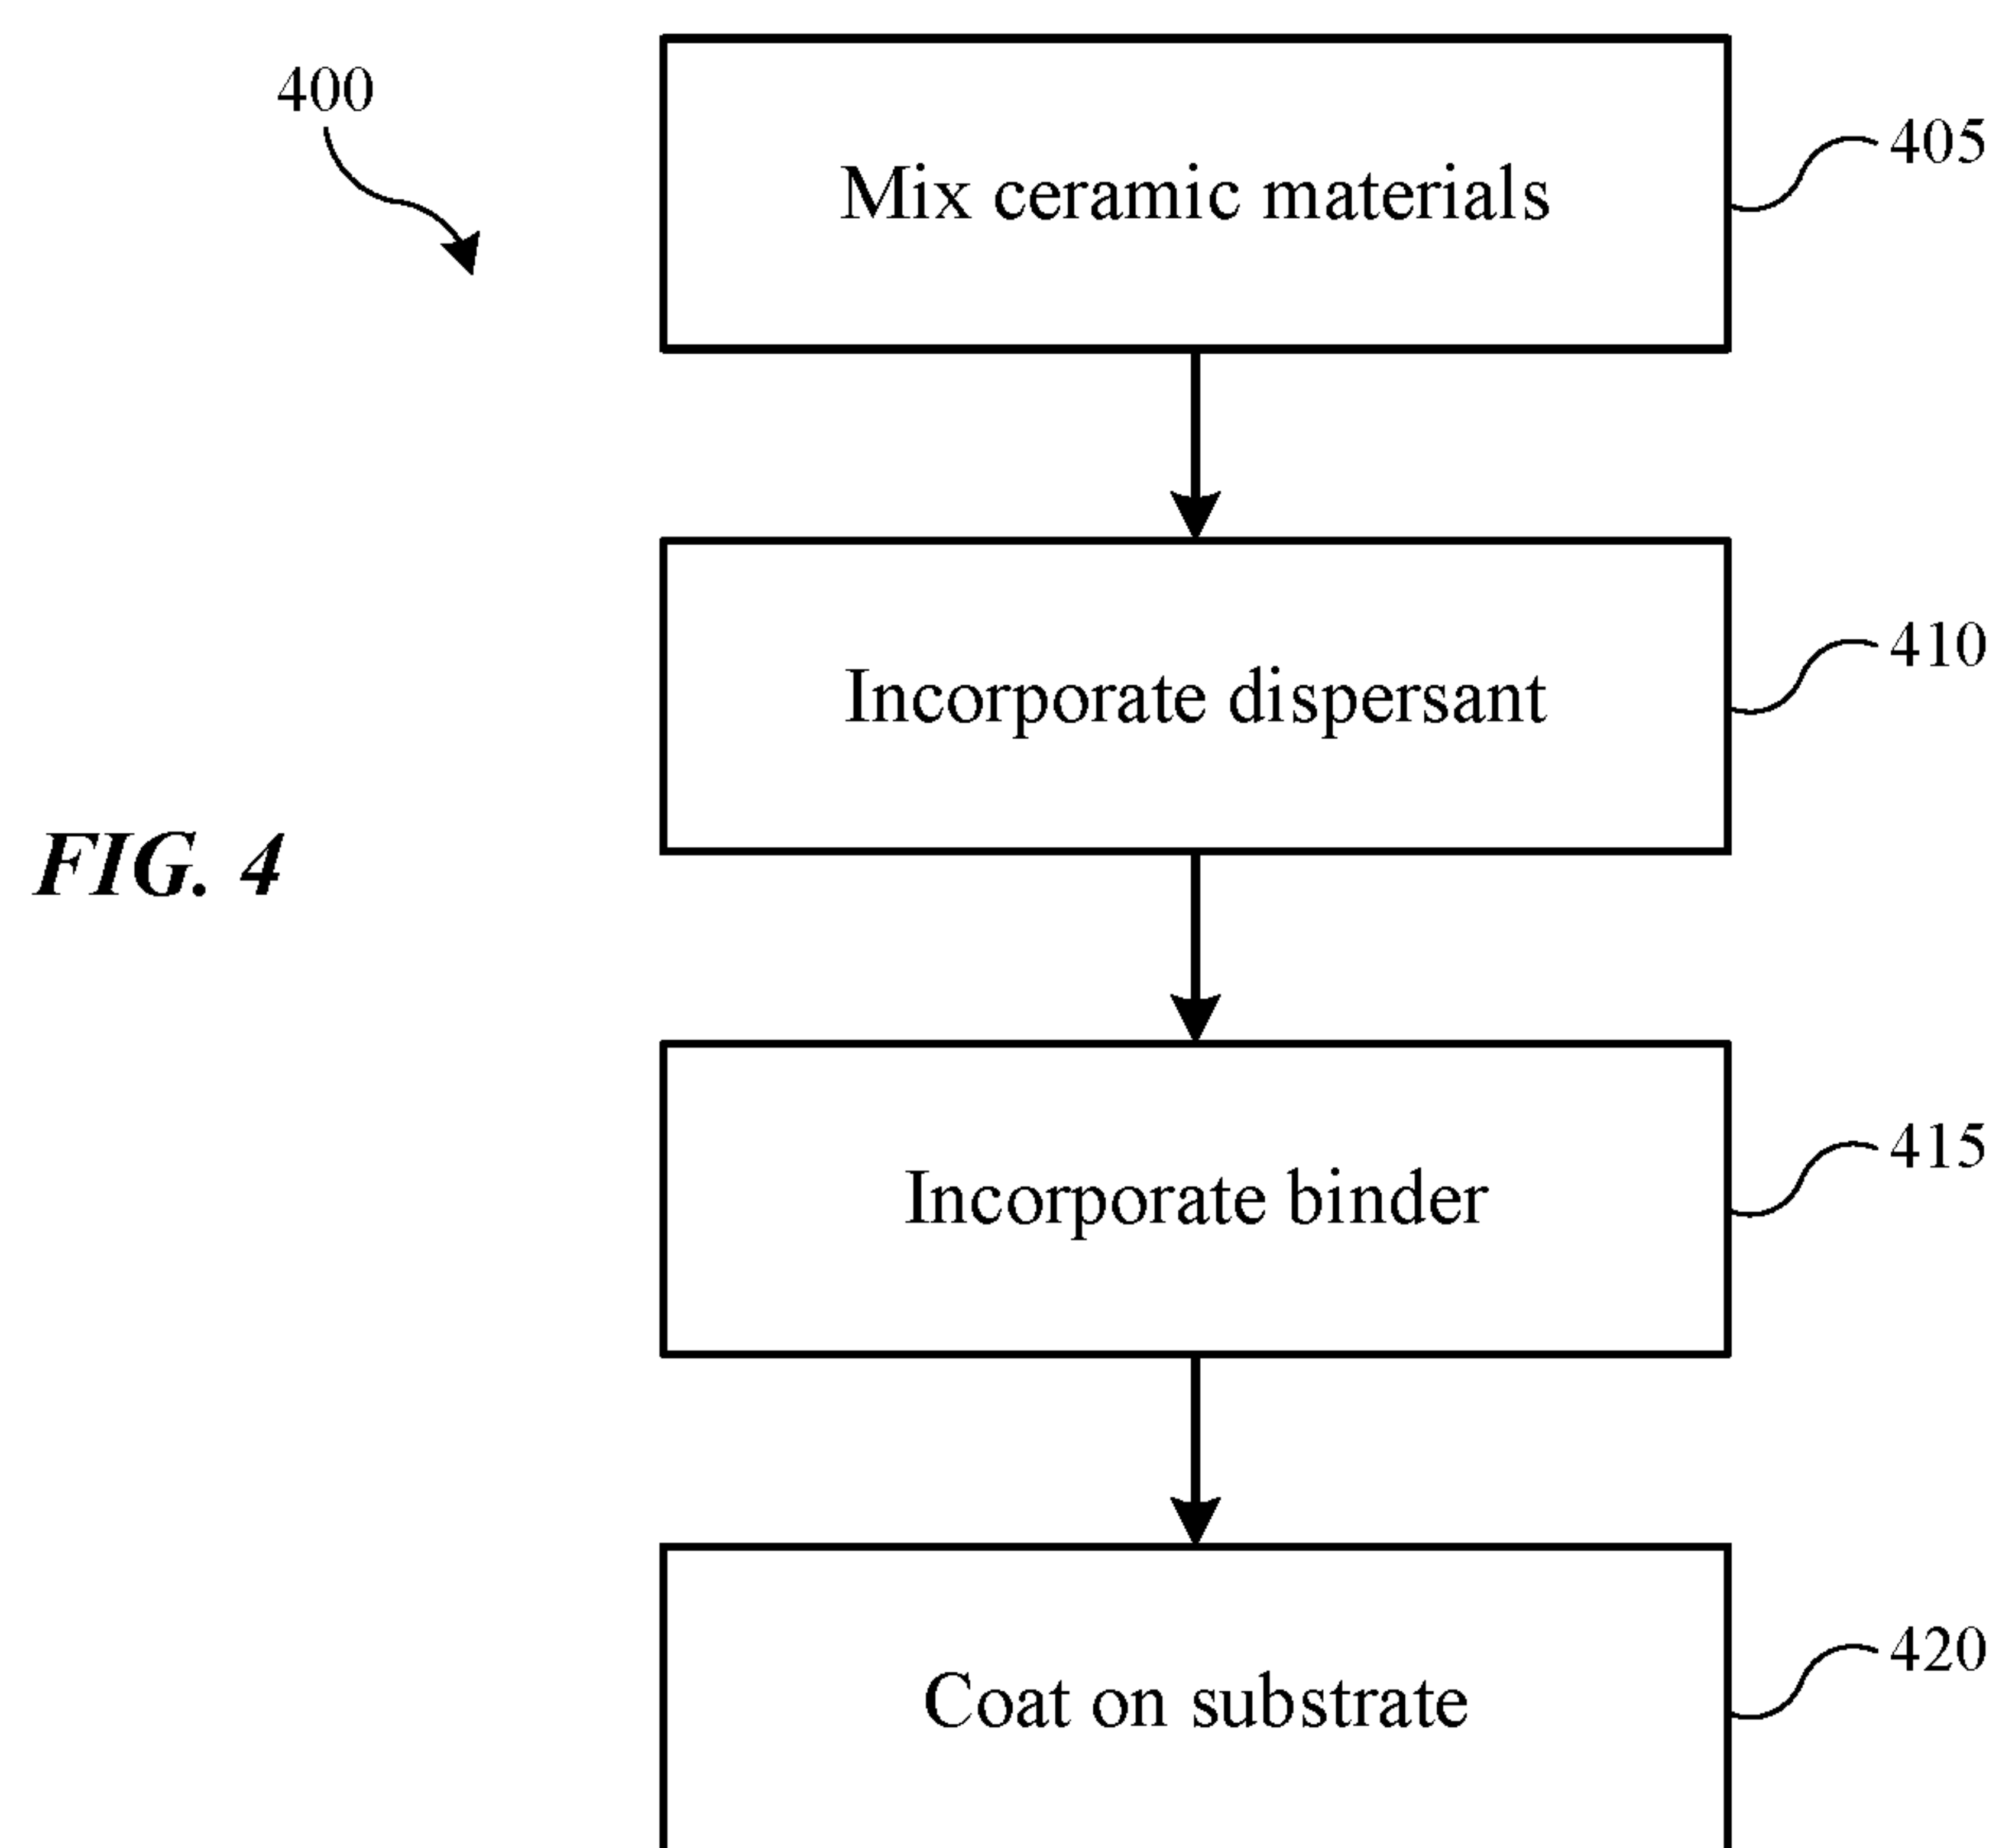 400
Mix ceramic materials
405
Incorporate dispersant
410
FIG. 4
Incorporate binder
415
Coat on substrate
420